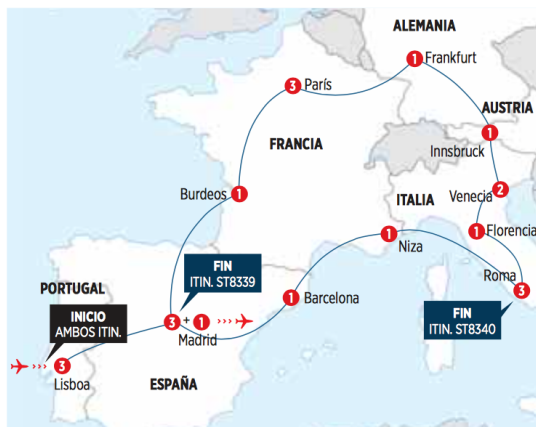 ALEMANIA
1
Frankfurt
3
París
AUSTRIA
1
Innsbruck
FRANCIA
Burdeos
1
ITALIA
Venecia
2
1
Florencia
1
Niza
Roma
3
FIN
ITIN. ST8339
PORTUGAL
INICIO
AMBOS ITIN.
3 + 1
Madrid
1
Barcelona
FIN
ITIN. ST8340
3
Lisboa
ESPAÑA